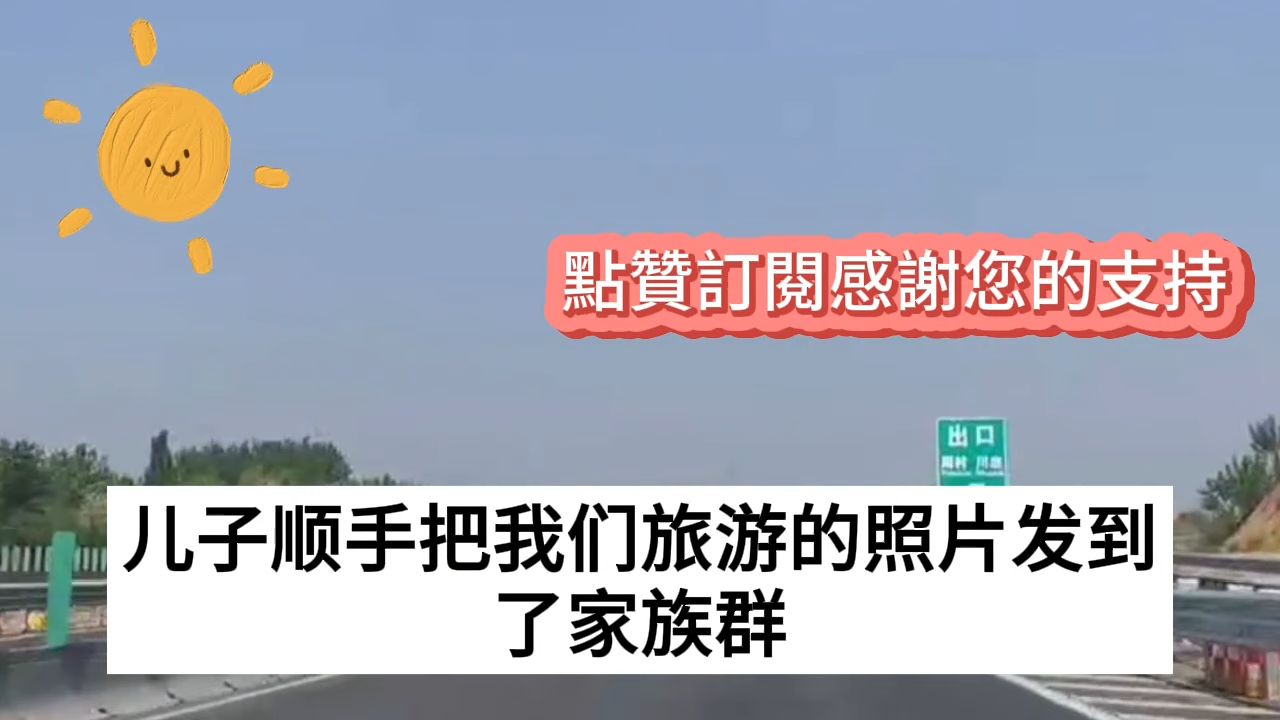 點贊訂閱感謝您的支持
出口
儿子顺手把我们旅游的照片发到
了家族群